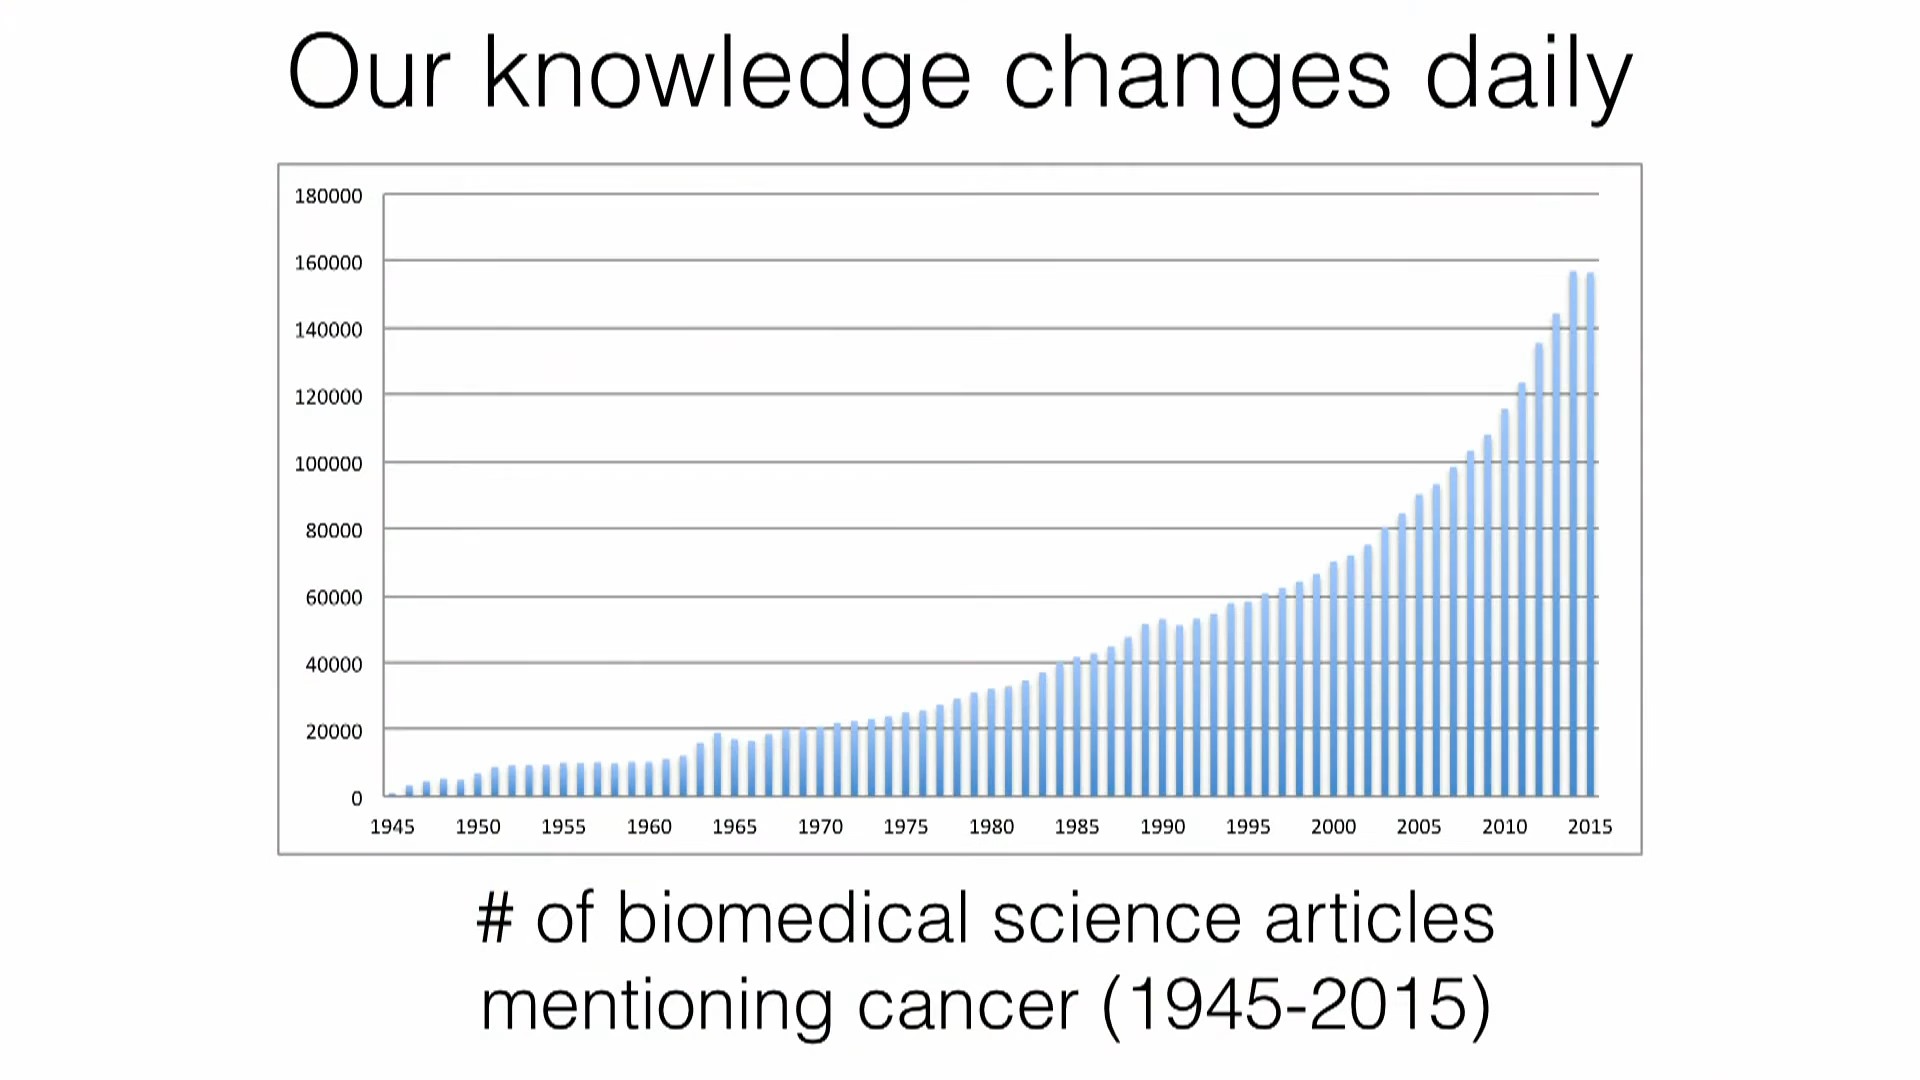 Our knowledge changes daily
180000
160000
140000
120000
100000
80000
60000
40000
20000
0
1945 1950 1955 1960 1965 1970 1975 1980 1985 1990 1995 2000 2005 2010 2015
# of biomedical science articles
mentioning cancer (1945-2015)